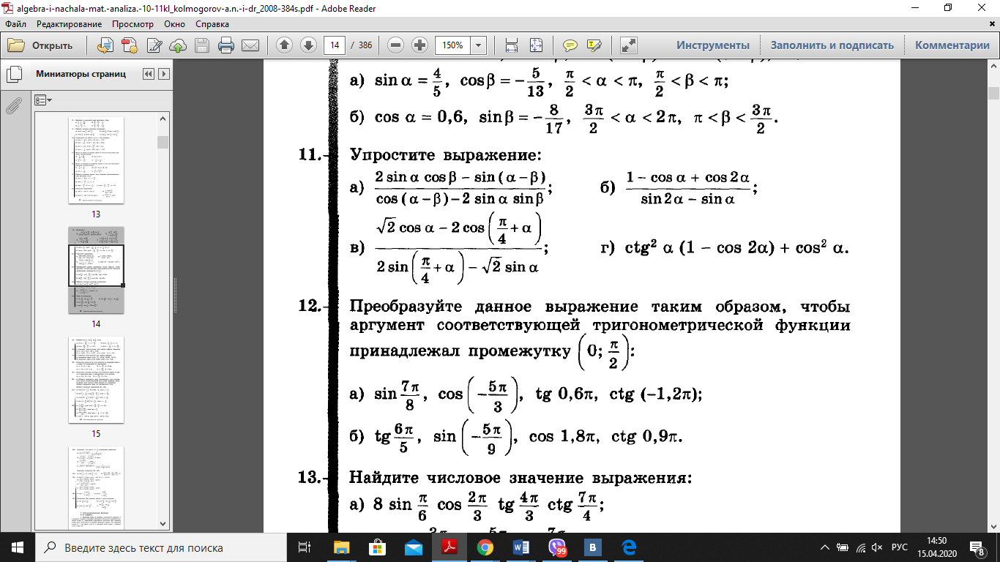 algebra-i-nachala-mat.-analiza.-10-11kl_kolmogorov-a.n.-i-dr_2008-384s.pdf - Adobe Reader
Файл Редактирование Просмотр Окно Справка
Открыть 14 / 386 150% Инструменты Заполнить и подписать Комментарии
Миниатюры страниц
13
14
15
а) sin α = 4/5, cos β = −5/13, π/2 < α < π, π/2 < β < π;
б) cos α = 0,6, sin β = −8/17, 3π/2 < α < 2π, π < β < 3π/2.
11.– Упростите выражение:
а) (2 sin α cos β − sin (α − β))/(cos (α − β) − 2 sin α sin β); б) (1 − cos α + cos 2α)/(sin 2α − sin α);
в) (√2 cos α − 2 cos (π/4 + α))/(2 sin (π/4 + α) − √2 sin α); г) ctg² α (1 − cos 2α) + cos² α.
12.– Преобразуйте данное выражение таким образом, чтобы
аргумент соответствующей тригонометрической функции
принадлежал промежутку (0; π/2):
а) sin 7π/8, cos (−5π/3), tg 0,6π, ctg (−1,2π);
б) tg 6π/5, sin (−5π/9), cos 1,8π, ctg 0,9π.
13.– Найдите числовое значение выражения:
а) 8 sin π/6 cos 2π/3 tg 4π/3 ctg 7π/4;
Введите здесь текст для поиска
99
РУС
14:50
15.04.2020
8